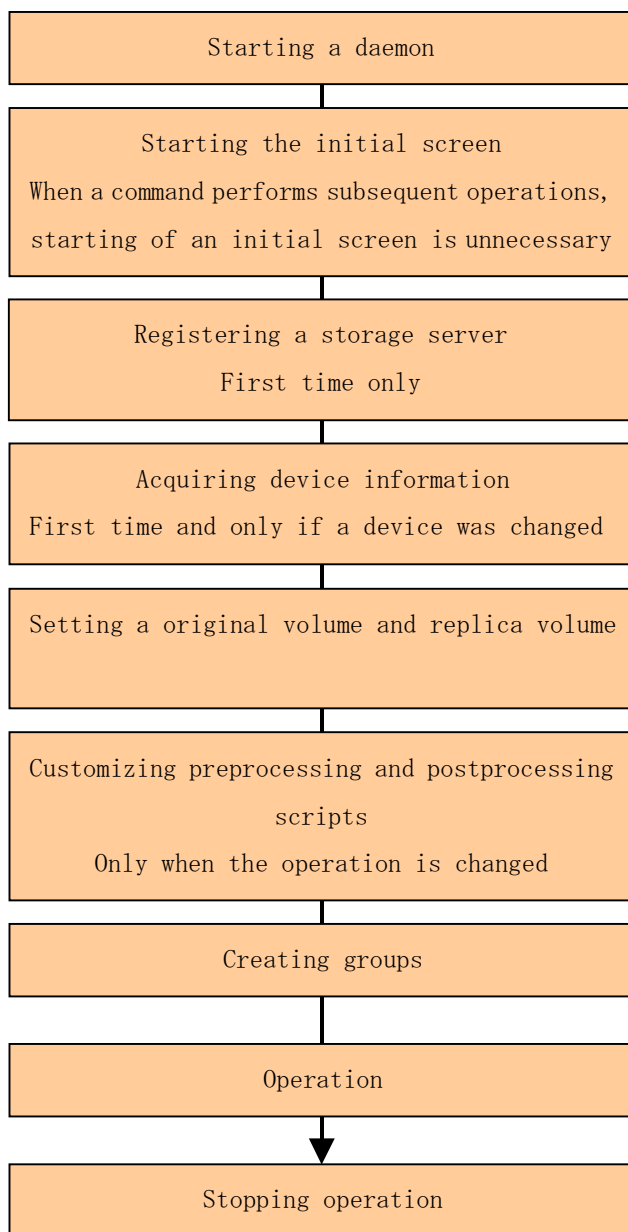 Starting a daemon
Starting the initial screen
When a command performs subsequent operations,
starting of an initial screen is unnecessary
Registering a storage server
First time only
Acquiring device information
First time and only if a device was changed
Setting a original volume and replica volume
Customizing preprocessing and postprocessing
scripts
Only when the operation is changed
Creating groups
Operation
Stopping operation